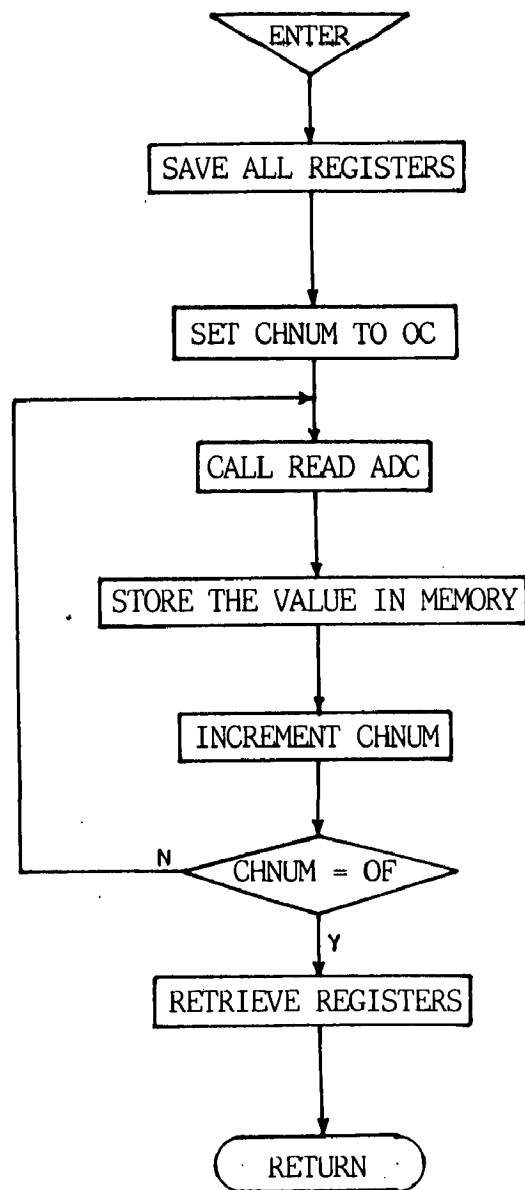 ENTER
SAVE ALL REGISTERS
SET CHNUM TO OC
CALL READ ADC
STORE THE VALUE IN MEMORY
INCREMENT CHNUM
CHNUM = OF
N
Y
RETRIEVE REGISTERS
RETURN